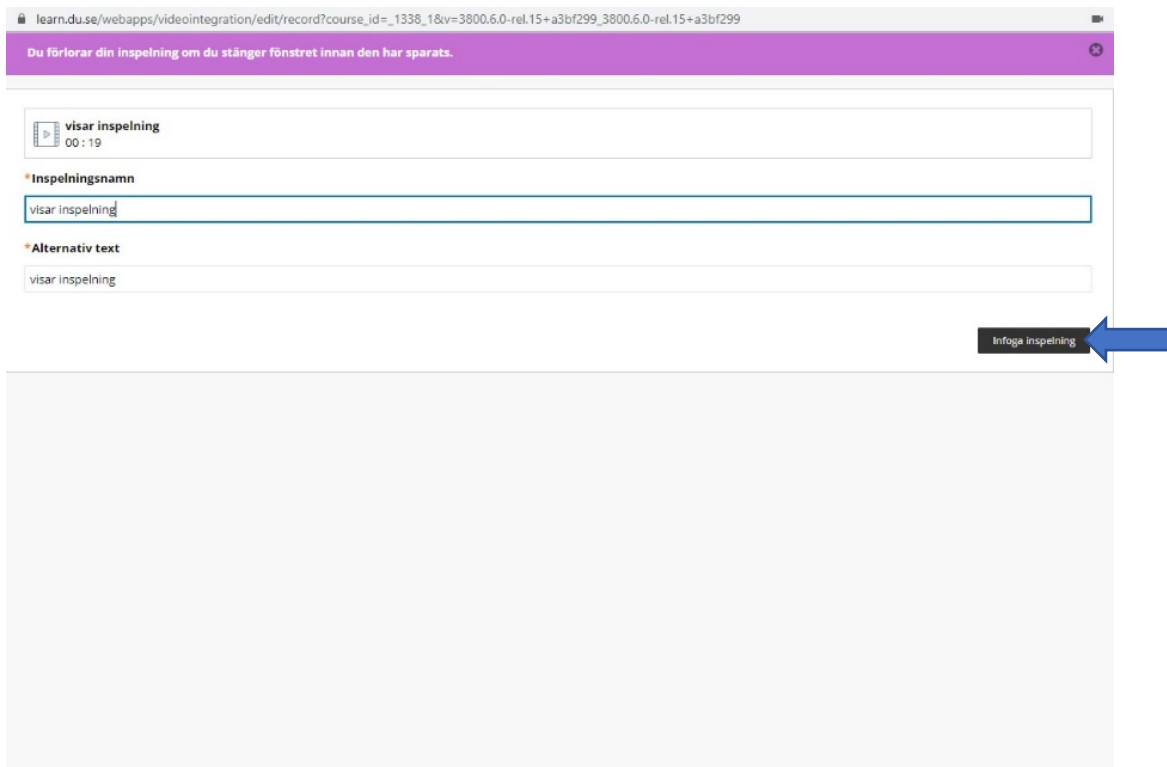 learn.du.se/webapps/videointegration/edit/record?course_id=_1338_1&v=3800.6.0-rel.15+a3bf299_3800.6.0-rel.15+a3bf299
Du förlorar din inspelning om du stänger fönstret innan den har sparats.
visar inspelning
00 : 19
*Inspelningsnamn
visar inspelning
*Alternativ text
visar inspelning
Infoga inspelning